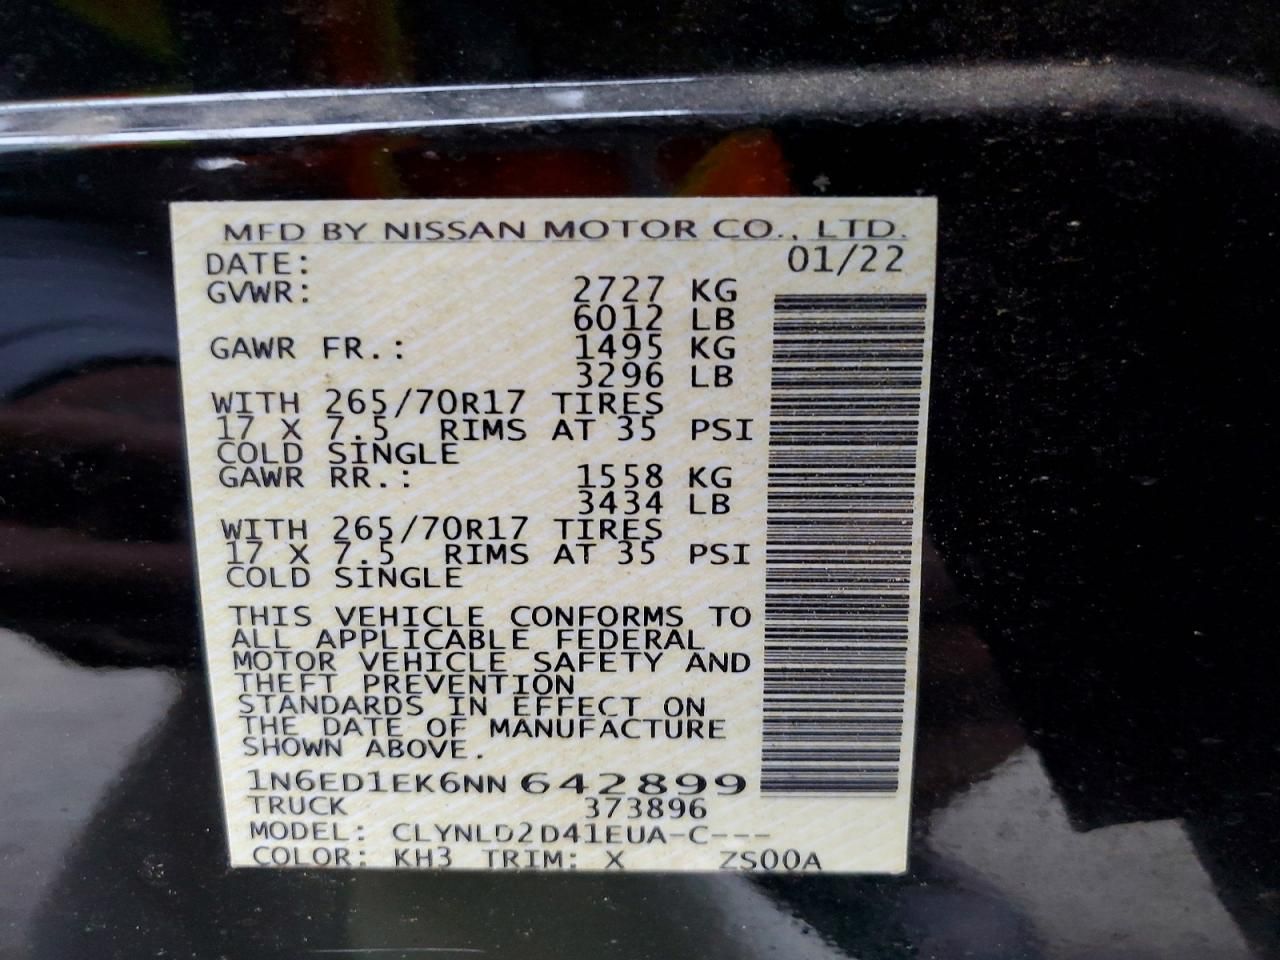 MFD BY NISSAN MOTOR CO., LTD.
DATE: 01/22
GVWR: 2727 KG
6012 LB
GAWR FR.: 1495 KG
3296 LB
WITH 265/70R17 TIRES
17 X 7.5 RIMS AT 35 PSI
COLD SINGLE
GAWR RR.: 1558 KG
3434 LB
WITH 265/70R17 TIRES
17 X 7.5 RIMS AT 35 PSI
COLD SINGLE
THIS VEHICLE CONFORMS TO
ALL APPLICABLE FEDERAL
MOTOR VEHICLE SAFETY AND
THEFT PREVENTION
STANDARDS IN EFFECT ON
THE DATE OF MANUFACTURE
SHOWN ABOVE.
1N6ED1EK6NN642899
TRUCK 373896
MODEL: CLYNLD2D41EUA-C---
COLOR: KH3 TRIM: X ZS00A